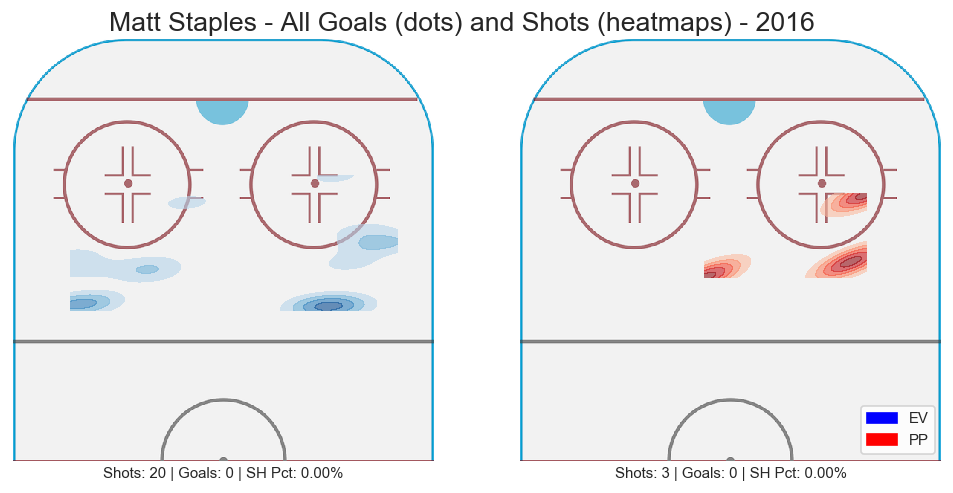 Matt Staples - All Goals (dots) and Shots (heatmaps) - 2016
EV
PP
Shots: 20 | Goals: 0 | SH Pct: 0.00%
Shots: 3 | Goals: 0 | SH Pct: 0.00%